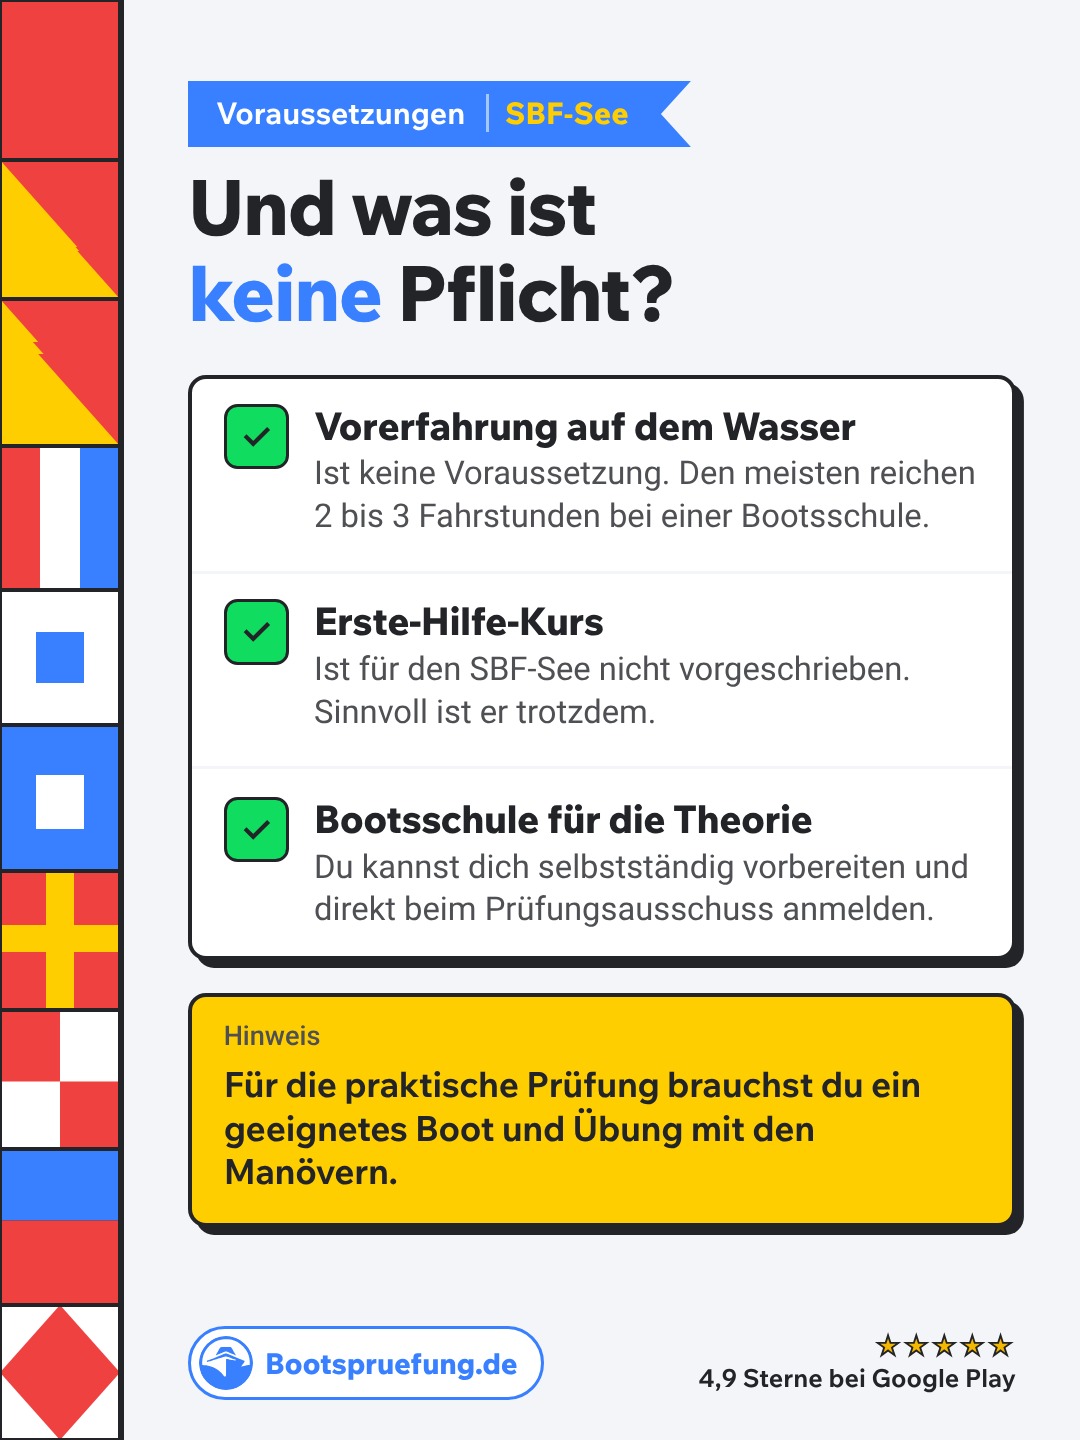 Voraussetzungen | SBF-See
Und was ist
keine Pflicht?
Vorerfahrung auf dem Wasser
Ist keine Voraussetzung. Den meisten reichen
2 bis 3 Fahrstunden bei einer Bootsschule.
Erste-Hilfe-Kurs
Ist für den SBF-See nicht vorgeschrieben.
Sinnvoll ist er trotzdem.
Bootsschule für die Theorie
Du kannst dich selbstständig vorbereiten und
direkt beim Prüfungsausschuss anmelden.
Hinweis
Für die praktische Prüfung brauchst du ein
geeignetes Boot und Übung mit den
Manövern.
Bootspruefung.de
4,9 Sterne bei Google Play